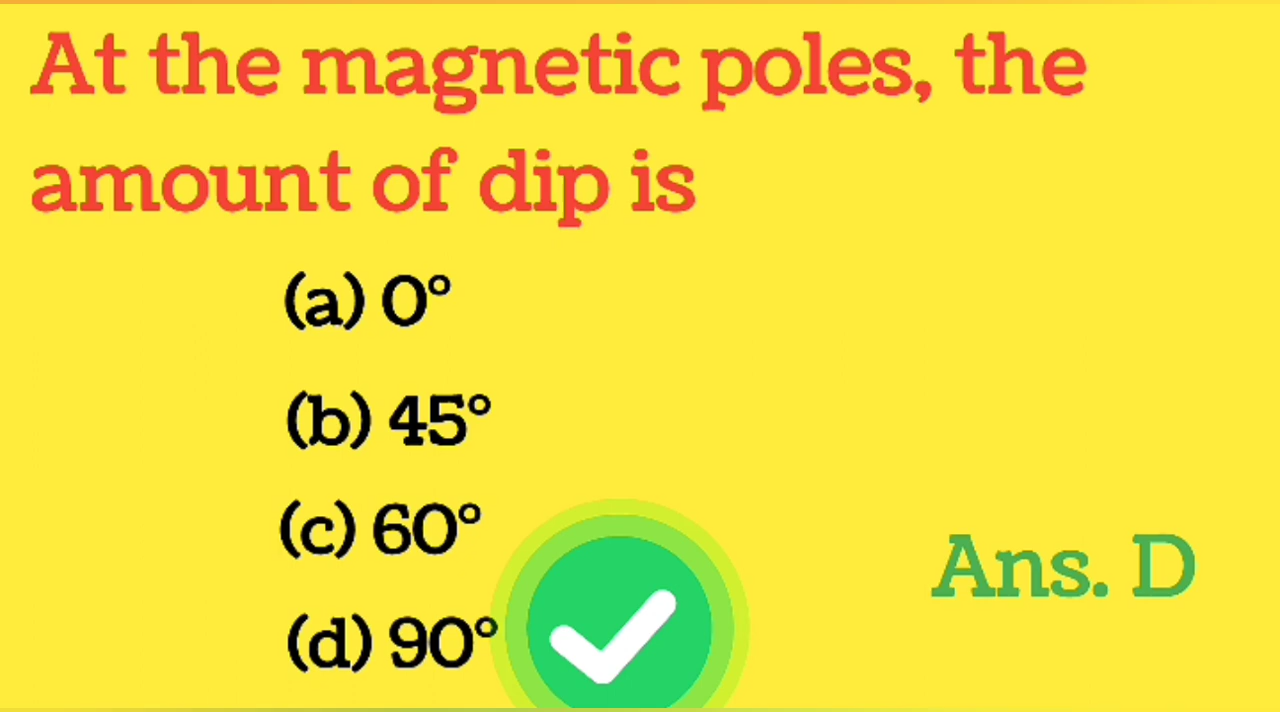 At the magnetic poles, the
amount of dip is
(a) 0°
(b) 45°
(c) 60°
Ans. D
(d) 90°